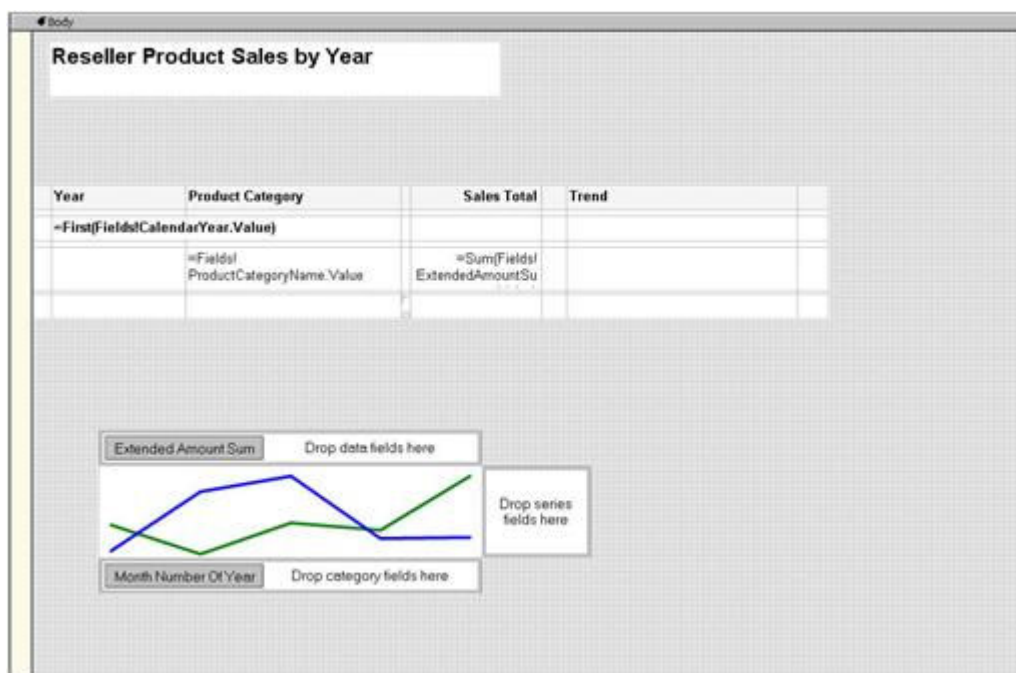 Body
Reseller Product Sales by Year
Year Product Category Sales Total Trend
=First(Fields!CalendarYear.Value)
=Fields! =Sum(Fields!
ProductCategoryName.Value ExtendedAmountSu
Extended Amount Sum Drop data fields here
Drop series
fields here
Month Number Of Year Drop category fields here